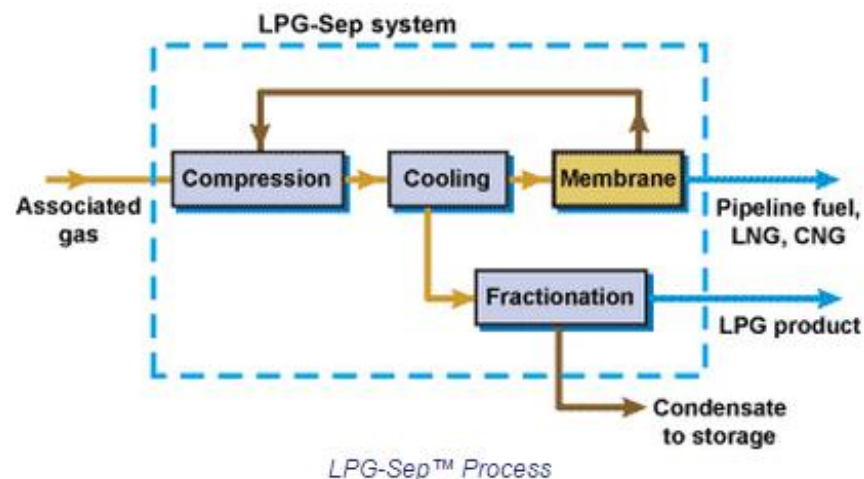 LPG-Sep system
Compression
Cooling
Membrane
Associated
gas
Pipeline fuel,
LNG, CNG
Fractionation
LPG product
Condensate
to storage
LPG-Sep™ Process